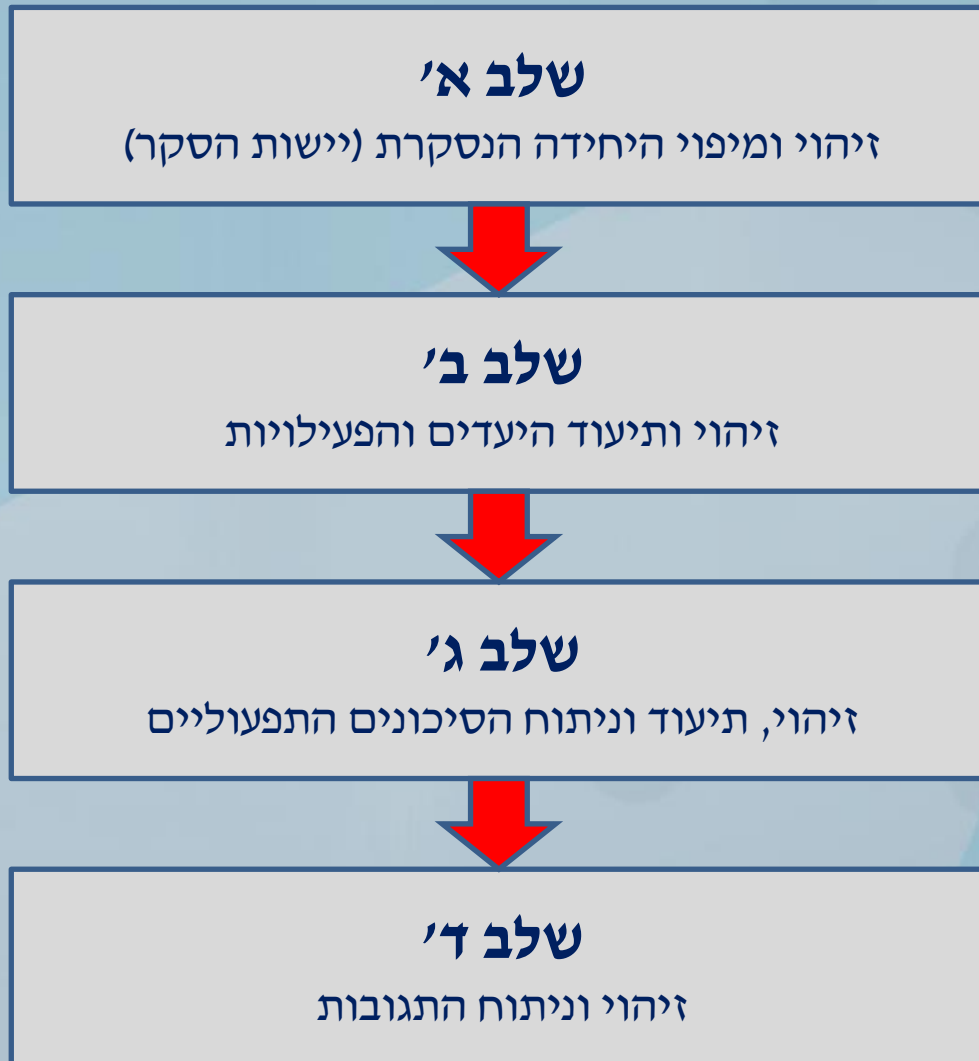 שלב א'
זיהוי ומיפוי היחידה הנסקרת (יישות הסקר)
שלב ב'
זיהוי ותיעוד היעדים והפעילויות
שלב ג'
זיהוי, תיעוד וניתוח הסיכונים התפעוליים
שלב ד'
זיהוי וניתוח התגובות